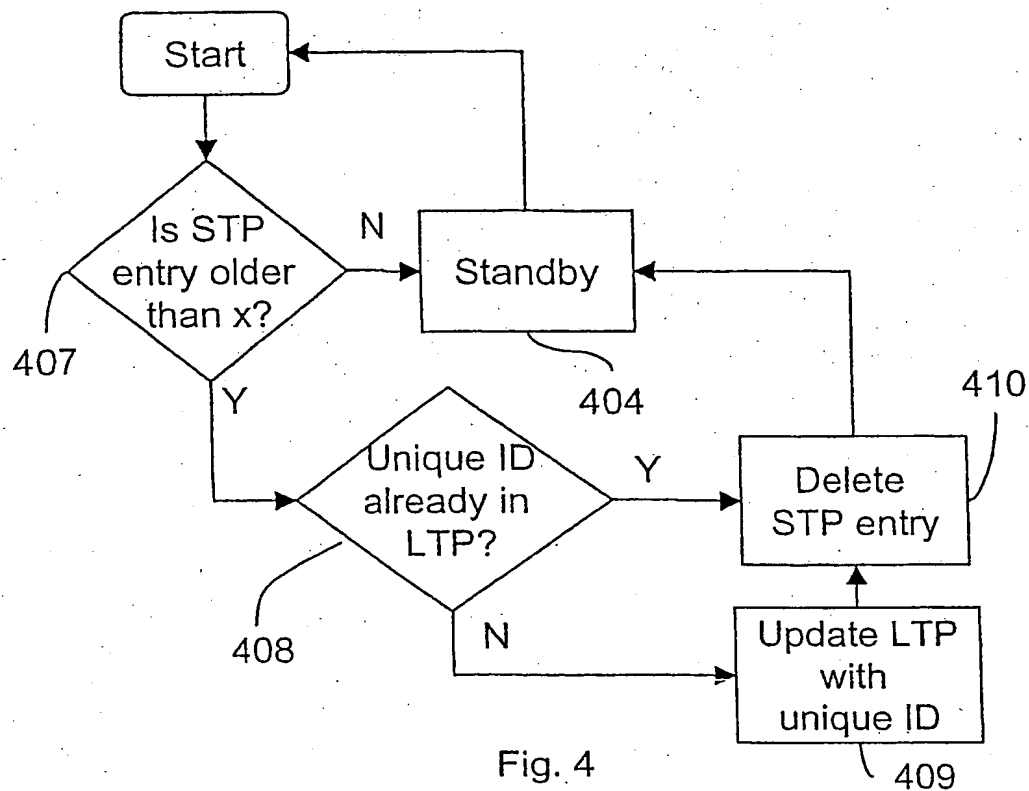 Start
Is STP
entry older
than x?
N
Standby
407
404
Y
410
Unique ID
already in
LTP?
Y
Delete
STP entry
408
N
Update LTP
with
unique ID
409
Fig. 4